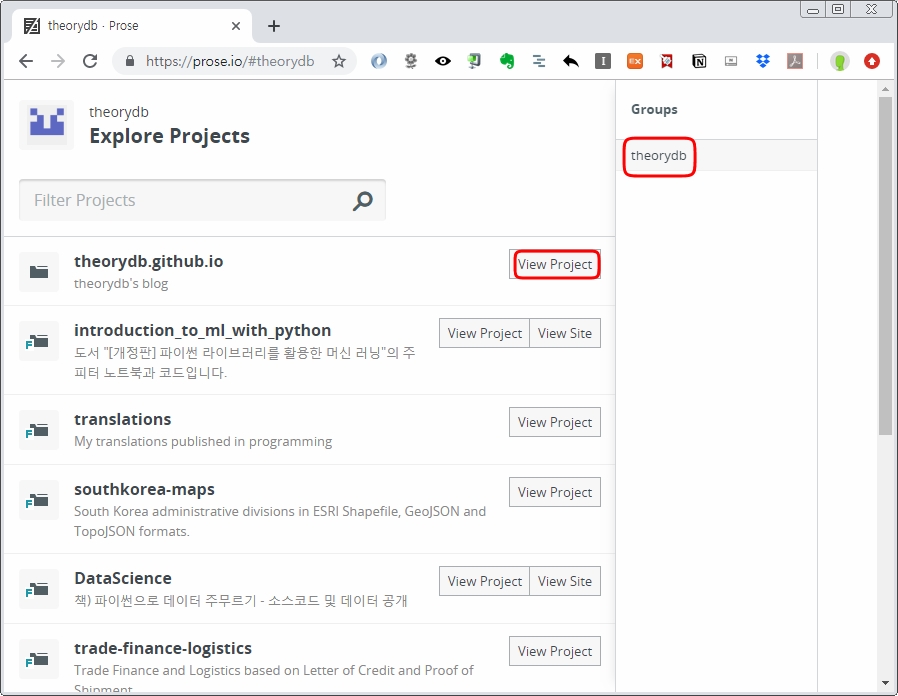 theorydb · Prose
https://prose.io/#theorydb
theorydb
Explore Projects
Filter Projects
theorydb.github.io
theorydb's blog
View Project
introduction_to_ml_with_python
도서 "[개정판] 파이썬 라이브러리를 활용한 머신 러닝"의 주
피터 노트북과 코드입니다.
View Project
View Site
translations
My translations published in programming
View Project
southkorea-maps
South Korea administrative divisions in ESRI Shapefile, GeoJSON and
TopoJSON formats.
View Project
DataScience
책) 파이썬으로 데이터 주무르기 - 소스코드 및 데이터 공개
View Project
View Site
trade-finance-logistics
Trade Finance and Logistics based on Letter of Credit and Proof of
Shipment
View Project
Groups
theorydb